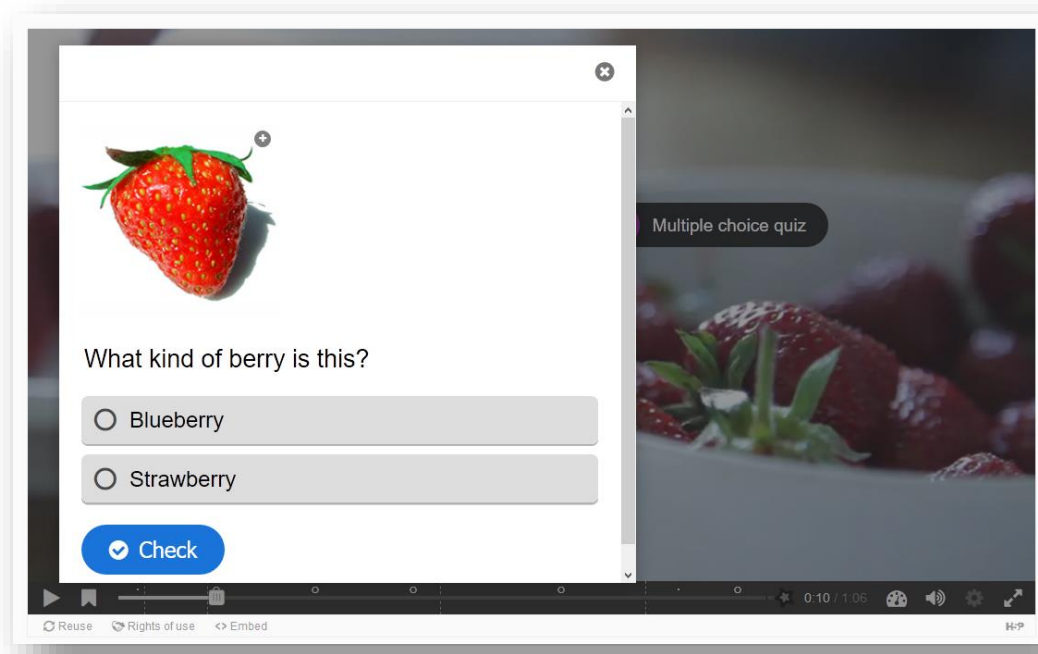 Multiple choice quiz
What kind of berry is this?
Blueberry
Strawberry
Check
0:10 / 1:06
Reuse Rights of use <> Embed
H-P